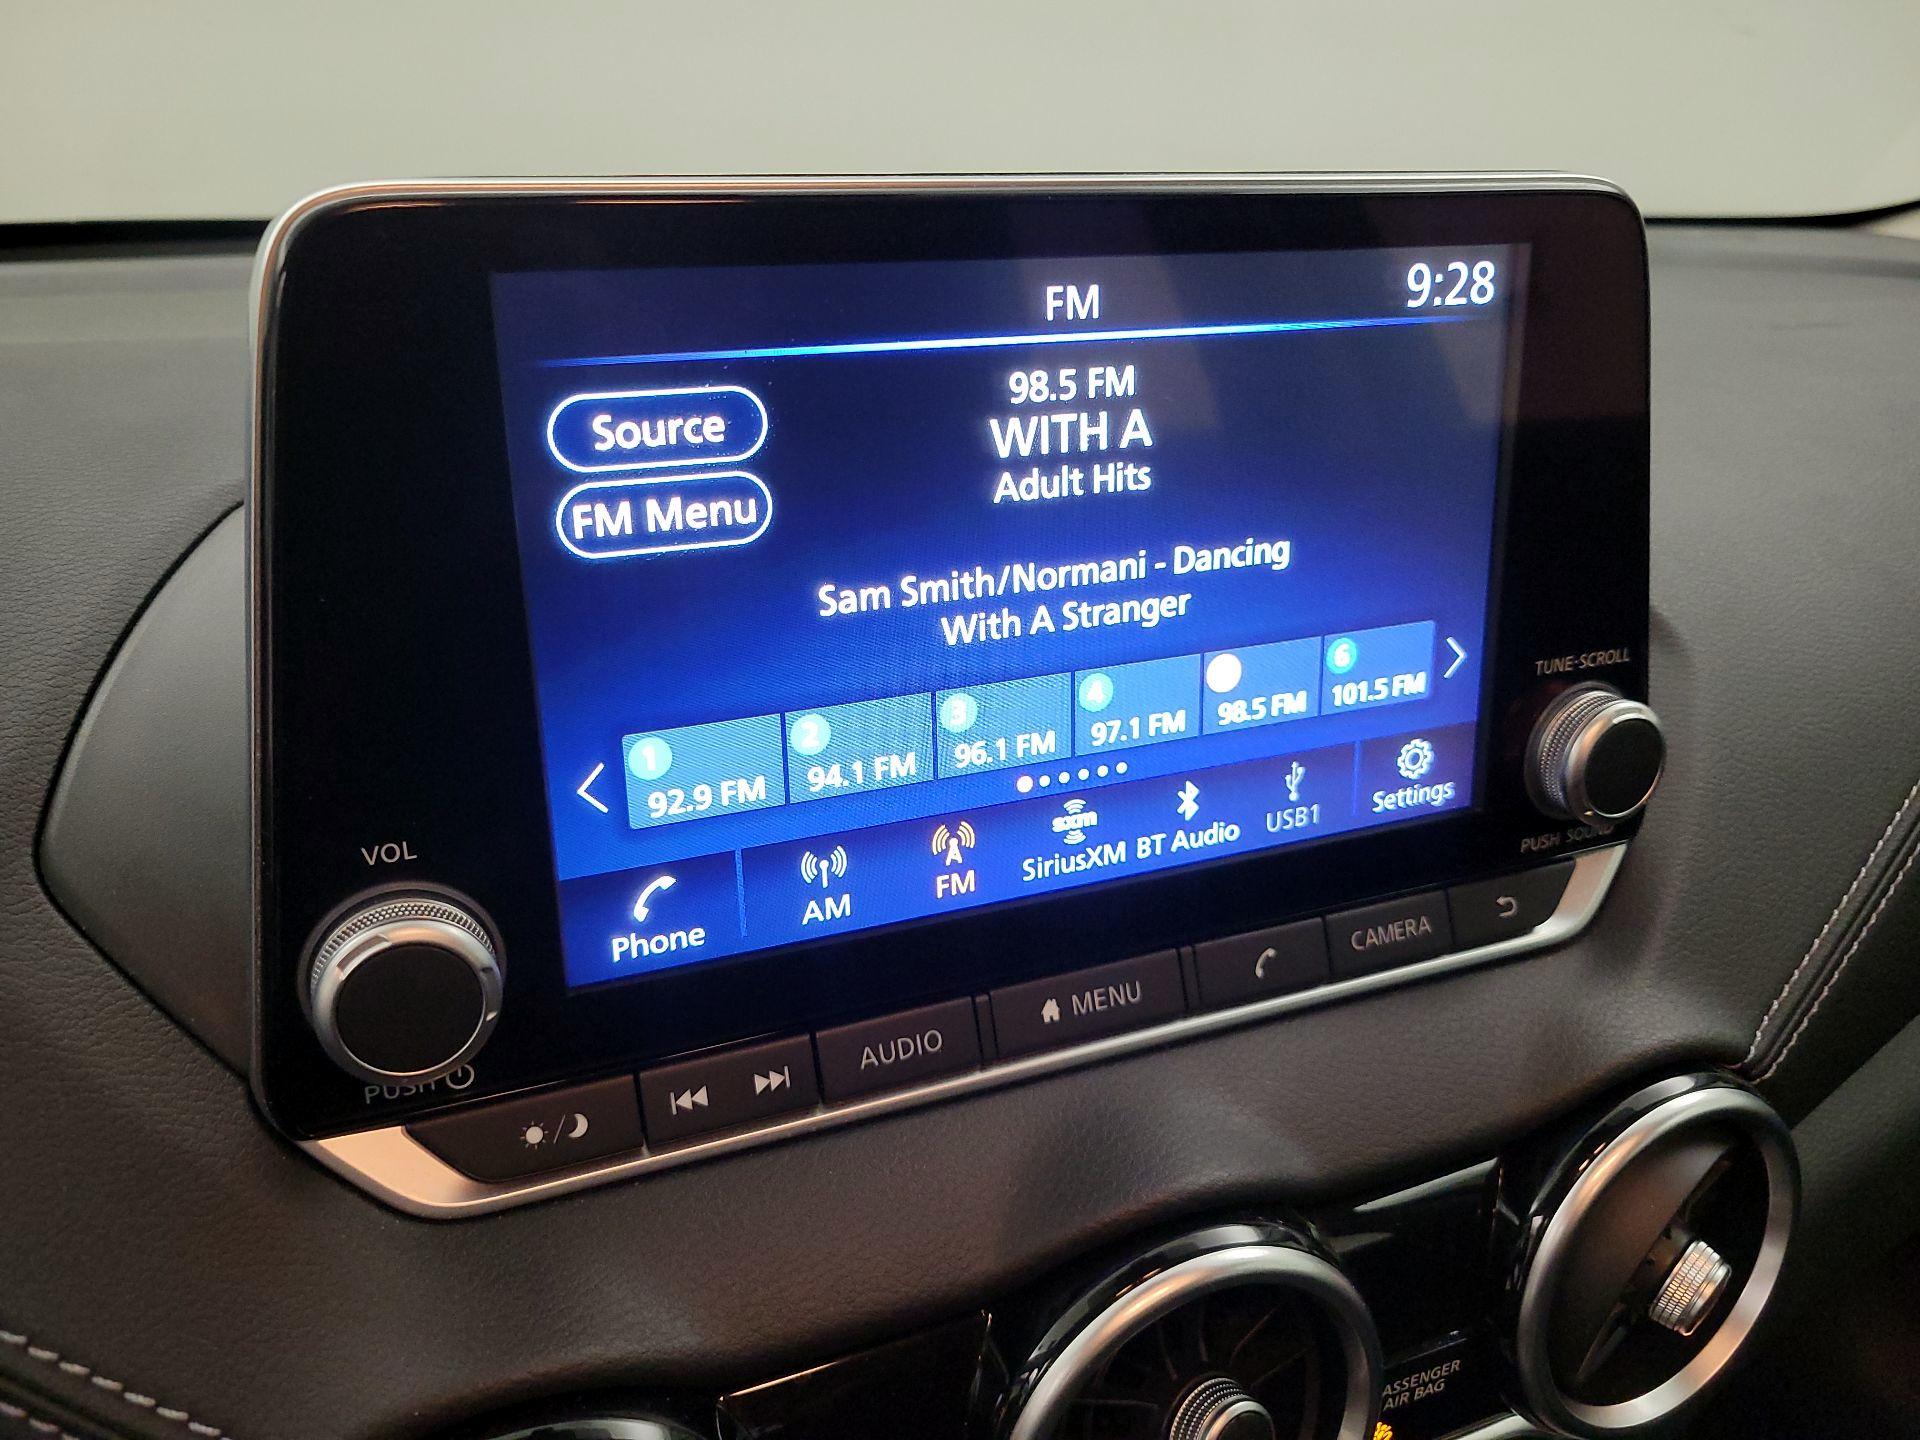 FM
9:28
98.5 FM
WITH A
Adult Hits
Source
FM Menu
Sam Smith/Normani - Dancing
With A Stranger
1
2
3
4
6
92.9 FM
94.1 FM
96.1 FM
97.1 FM
98.5 FM
101.5 FM
Phone
AM
FM
sxm
SiriusXM
BT Audio
USB1
Settings
VOL
PUSH
TUNE·SCROLL
PUSH SOUND
AUDIO
MENU
CAMERA
ASSENGER
AIR BAG